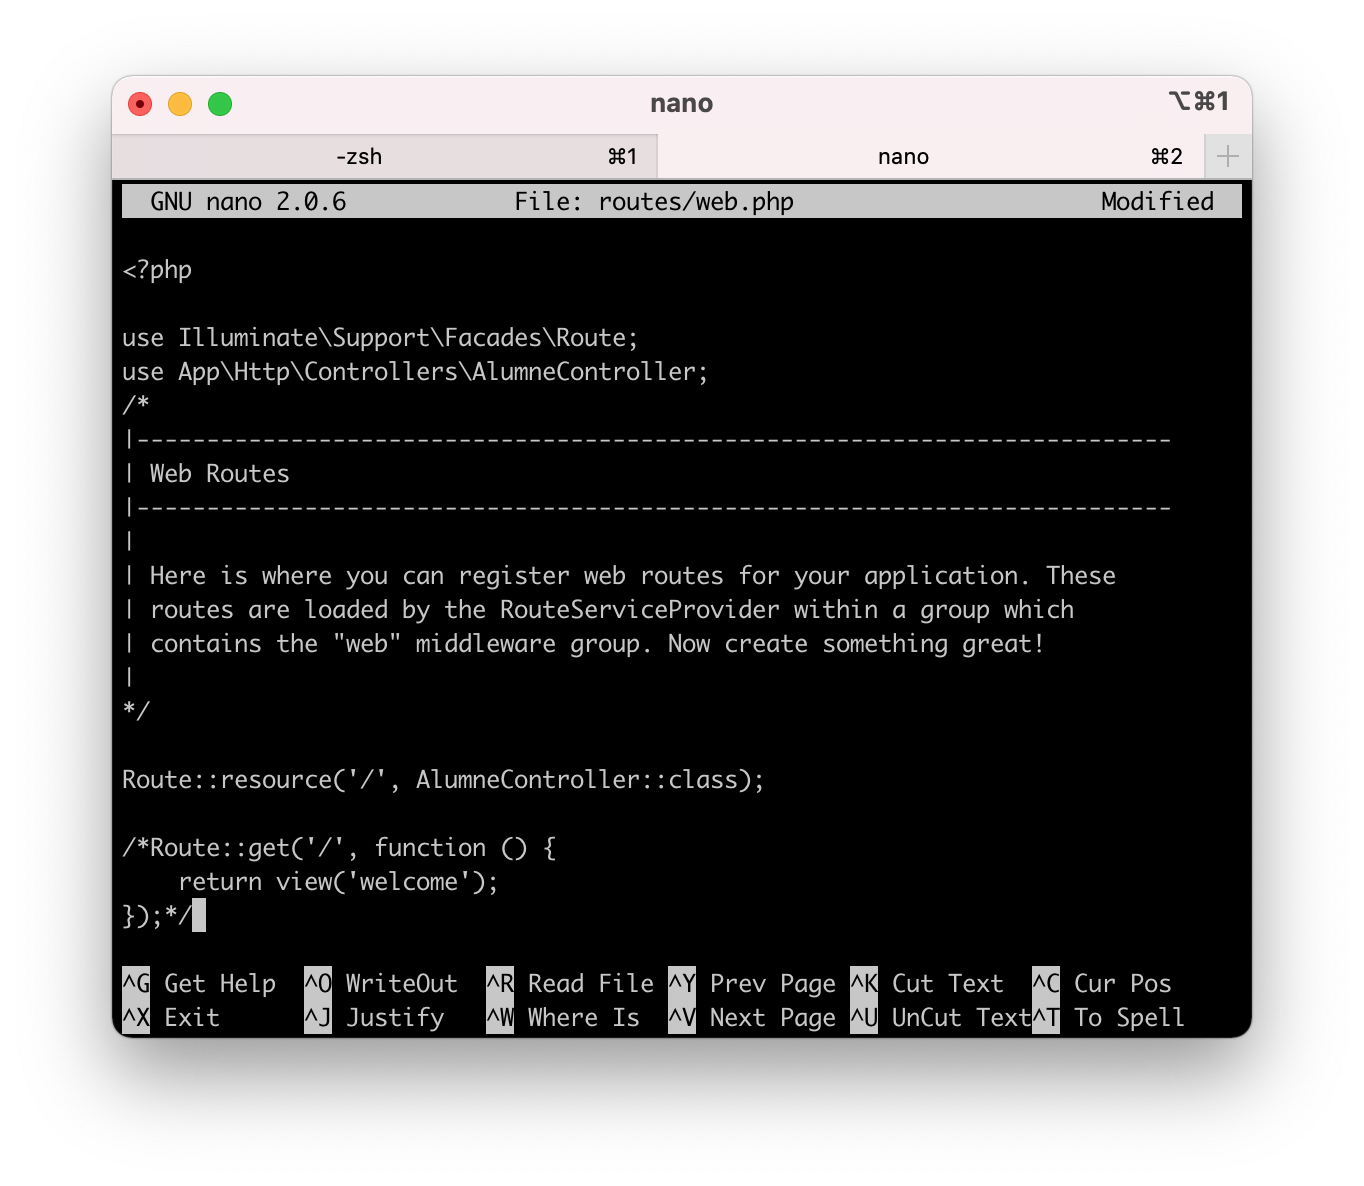 nano ⌥⌘1
-zsh ⌘1 nano ⌘2 +
GNU nano 2.0.6 File: routes/web.php Modified
<?php
use Illuminate\Support\Facades\Route;
use App\Http\Controllers\AlumneController;
/*
|--------------------------------------------------------------------------
| Web Routes
|--------------------------------------------------------------------------
|
| Here is where you can register web routes for your application. These
| routes are loaded by the RouteServiceProvider within a group which
| contains the "web" middleware group. Now create something great!
|
*/
Route::resource('/', AlumneController::class);
/*Route::get('/', function () {
    return view('welcome');
});*/
^G Get Help ^O WriteOut ^R Read File ^Y Prev Page ^K Cut Text ^C Cur Pos
^X Exit ^J Justify ^W Where Is ^V Next Page ^U UnCut Text ^T To Spell